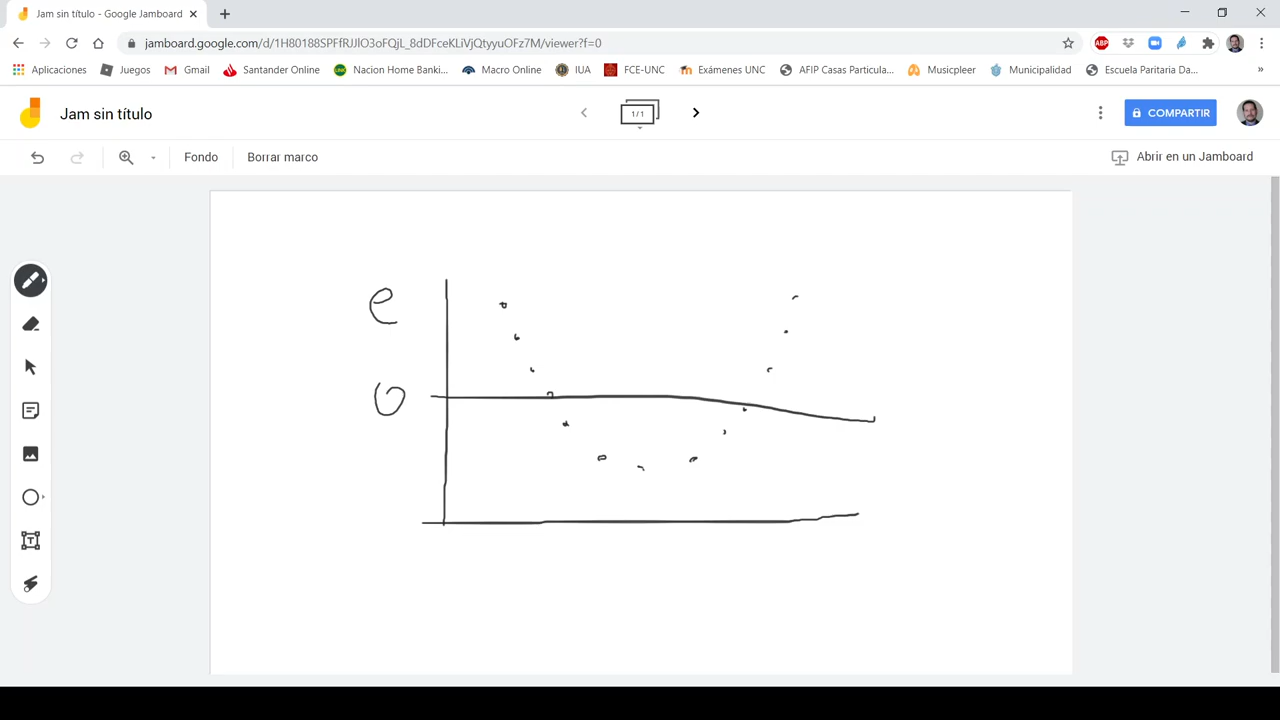 Jam sin título - Google Jamboard
jamboard.google.com/d/1H80188SPFfRJJlO3oFQb_8dDFceKLiVjQtyyuOFz7M/viewer?f=0
ABP
Aplicaciones Juegos Gmail Santander Online Nacion Home Banki... Macro Online IUA FCE-UNC Exámenes UNC AFIP Casas Particula... Musicpleer Municipalidad Escuela Paritaria Da... »
Jam sin título 1/1 COMPARTIR
Fondo Borrar marco Abrir en un Jamboard
e
0
T